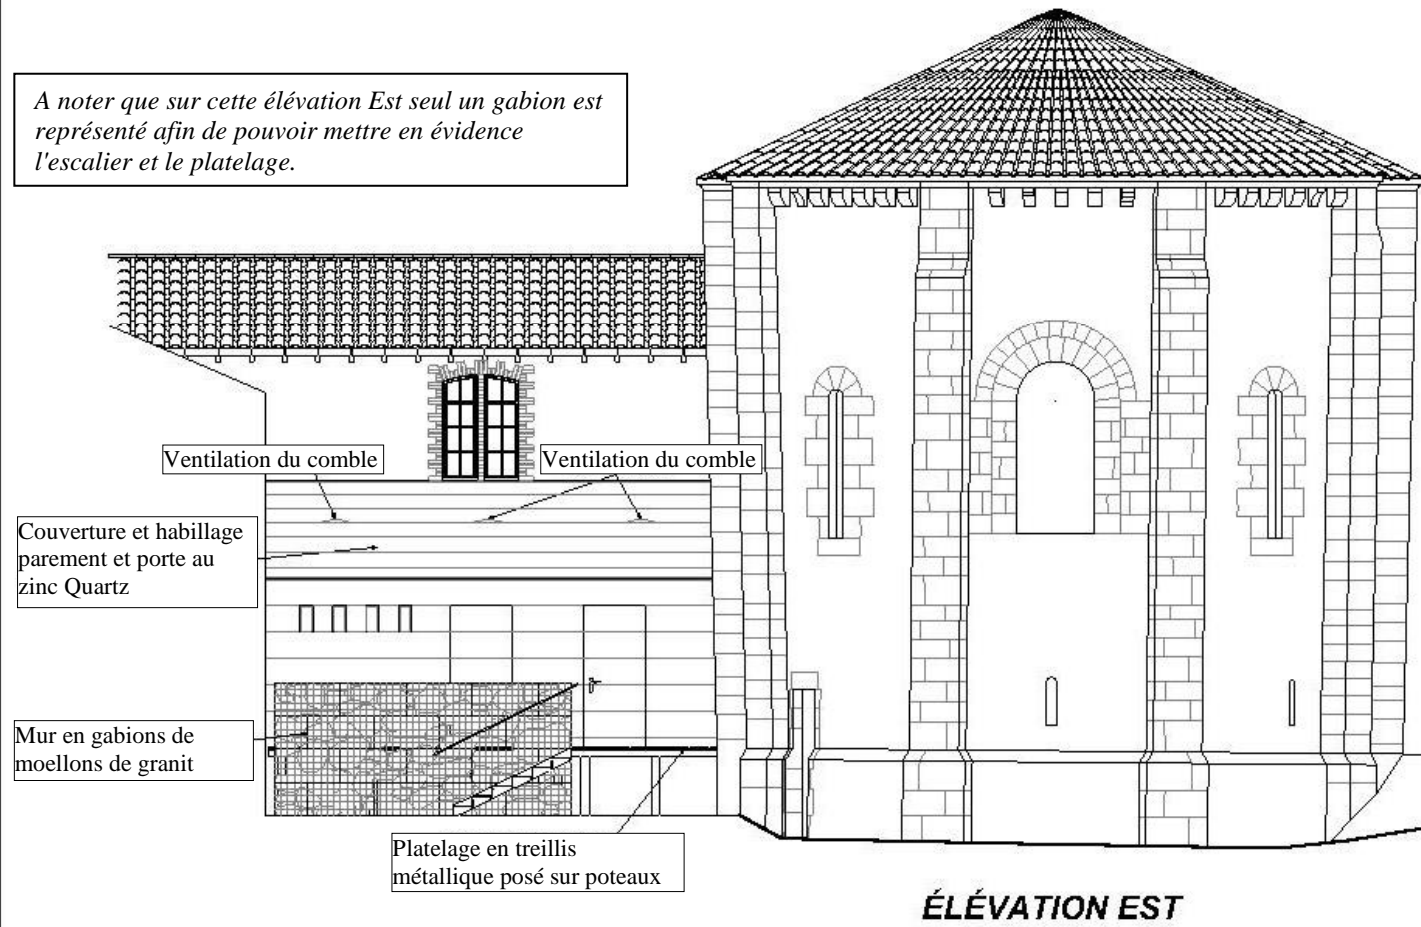 A noter que sur cette élévation Est seul un gabion est
représenté afin de pouvoir mettre en évidence
l'escalier et le platelage.
Ventilation du comble
Ventilation du comble
Couverture et habillage
parement et porte au
zinc Quartz
Mur en gabions de
moellons de granit
Platelage en treillis
métallique posé sur poteaux
ÉLÉVATION EST